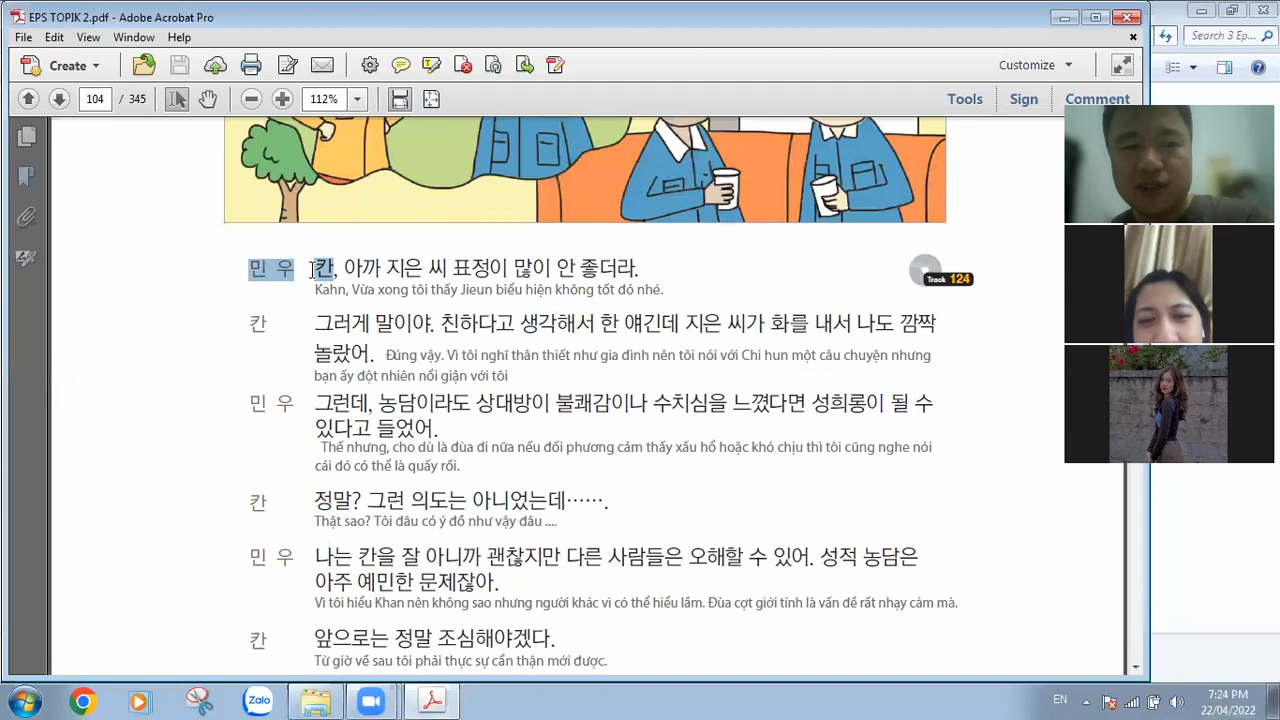 EPS TOPIK 2.pdf - Adobe Acrobat Pro
File Edit View Window Help
Create Customize
104 / 345 112% Tools Sign Comment
Search 3 Ep...
민 우 칸, 아까 지은 씨 표정이 많이 안 좋더라.
Track 124
Kahn, Vừa xong tôi thấy Jieun biểu hiện không tốt đó nhé.
칸 그러게 말이야. 친하다고 생각해서 한 얘긴데 지은 씨가 화를 내서 나도 깜짝
놀랐어. Đúng vậy. Vì tôi nghĩ thân thiết như gia đình nên tôi nói với Chi hun một câu chuyện nhưng
bạn ấy đột nhiên nổi giận với tôi
민 우 그런데, 농담이라도 상대방이 불쾌감이나 수치심을 느꼈다면 성희롱이 될 수
있다고 들었어.
Thế nhưng, cho dù là đùa đi nữa nếu đối phương cảm thấy xấu hổ hoặc khó chịu thì tôi cũng nghe nói
cái đó có thể là quấy rối.
칸 정말? 그런 의도는 아니었는데…….
Thật sao? Tôi đâu có ý đồ như vậy đâu ....
민 우 나는 칸을 잘 아니까 괜찮지만 다른 사람들은 오해할 수 있어. 성적 농담은
아주 예민한 문제잖아.
Vì tôi hiểu Khan nên không sao nhưng người khác vì có thể hiểu lầm. Đùa cợt giới tính là vấn đề rất nhạy cảm mà.
칸 앞으로는 정말 조심해야겠다.
Từ giờ về sau tôi phải thực sự cẩn thận mới được.
Zalo
EN 7:24 PM
22/04/2022